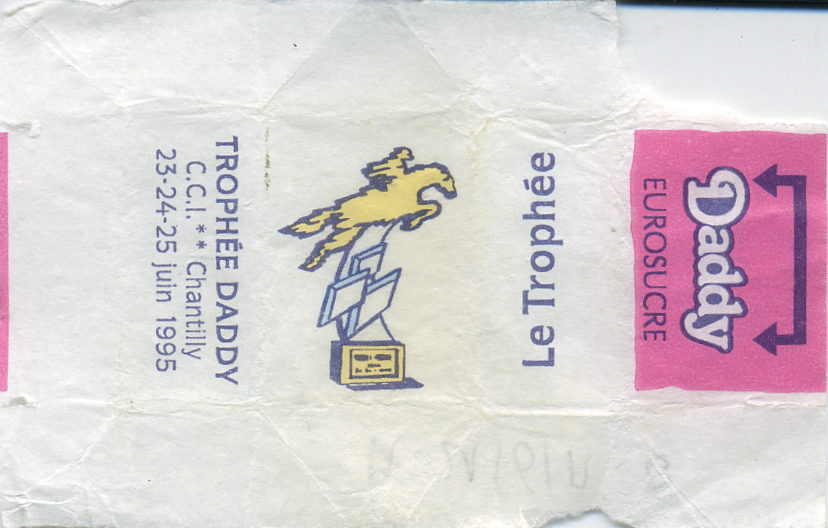 TROPHÉE DADDY
C.C.I.** Chantilly
23-24-25 juin 1995
Le Trophée
Daddy
EUROSUCRE